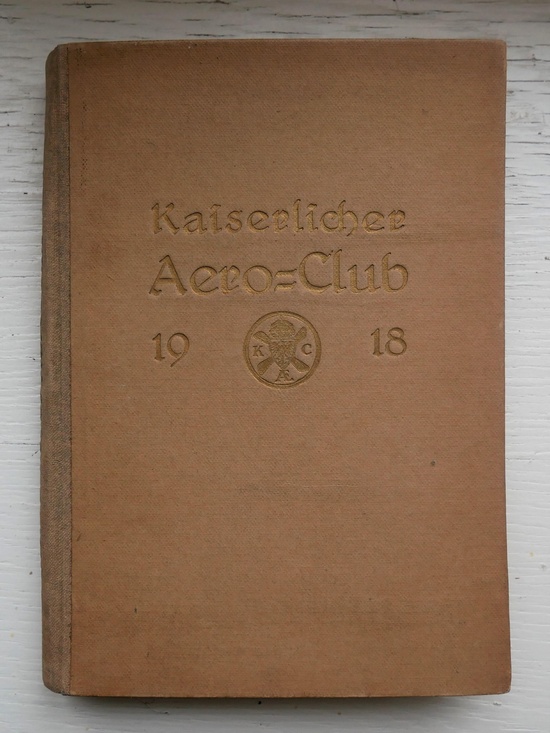 Kaiserlicher
Aero=Club
19 18
K C
Æ